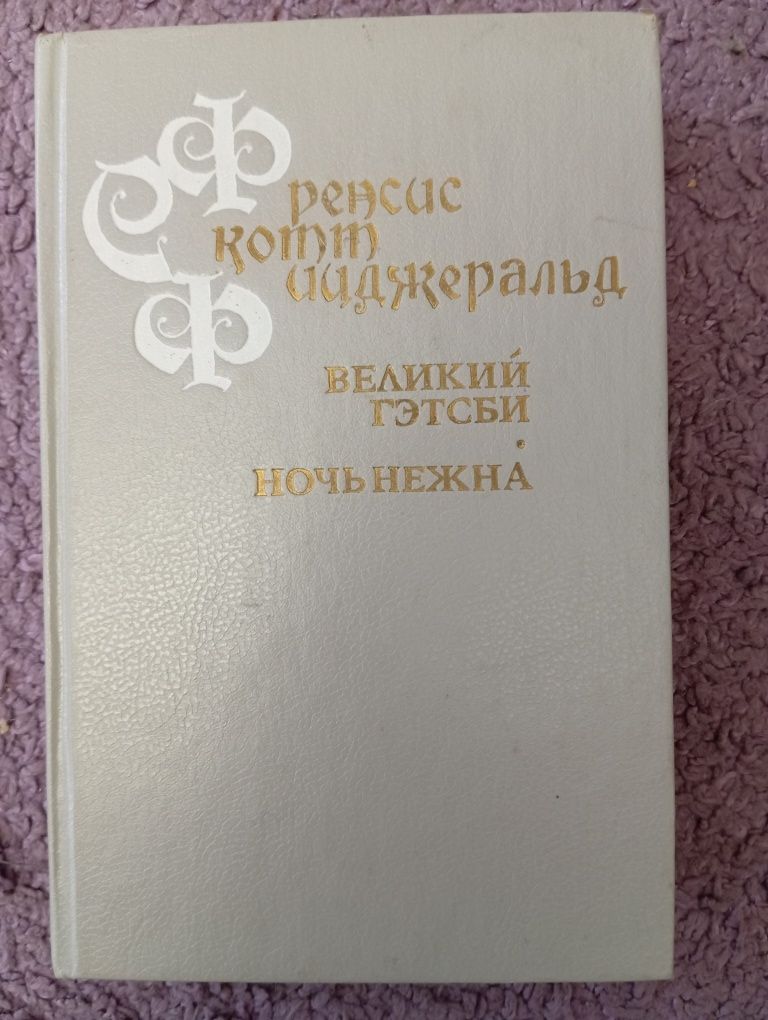 Френсис
Скотт
Фицджеральд
ВЕЛИКИЙ
ГЭТСБИ
•
НОЧЬ НЕЖНА